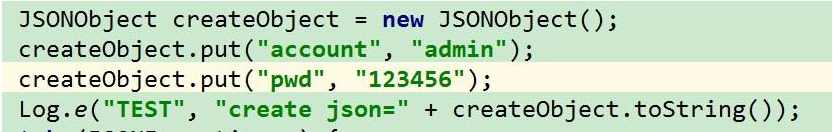 JSONObject createObject = new JSONObject();
createObject.put("account", "admin");
createObject.put("pwd", "123456");
Log.e("TEST", "create json=" + createObject.toString());